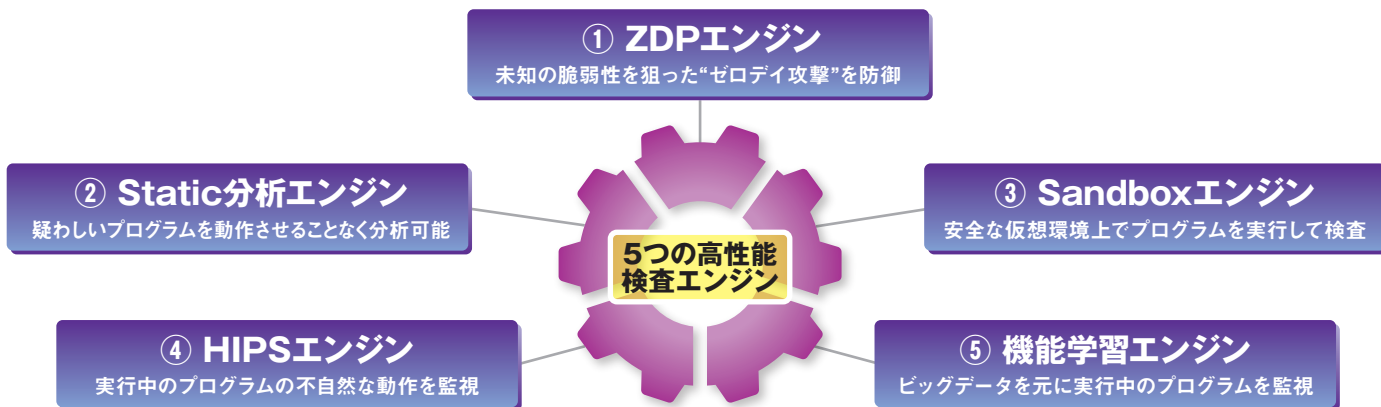 ① ZDPエンジン
未知の脆弱性を狙った“ゼロデイ攻撃”を防御
② Static分析エンジン
疑わしいプログラムを動作させることなく分析可能
③ Sandboxエンジン
安全な仮想環境上でプログラムを実行して検査
5つの高性能
検査エンジン
④ HIPSエンジン
実行中のプログラムの不自然な動作を監視
⑤ 機能学習エンジン
ビッグデータを元に実行中のプログラムを監視